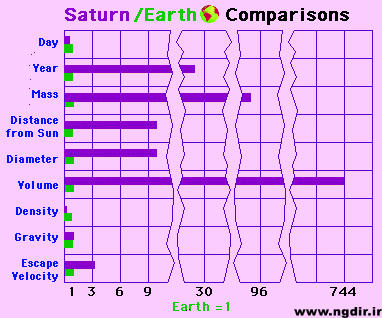 Saturn /Earth Comparisons
Day
Year
Mass
Distance
from Sun
Diameter
Volume
Density
Gravity
Escape
Velocity
1 3 6 9 30 96 744
Earth =1
www.ngdir.ir